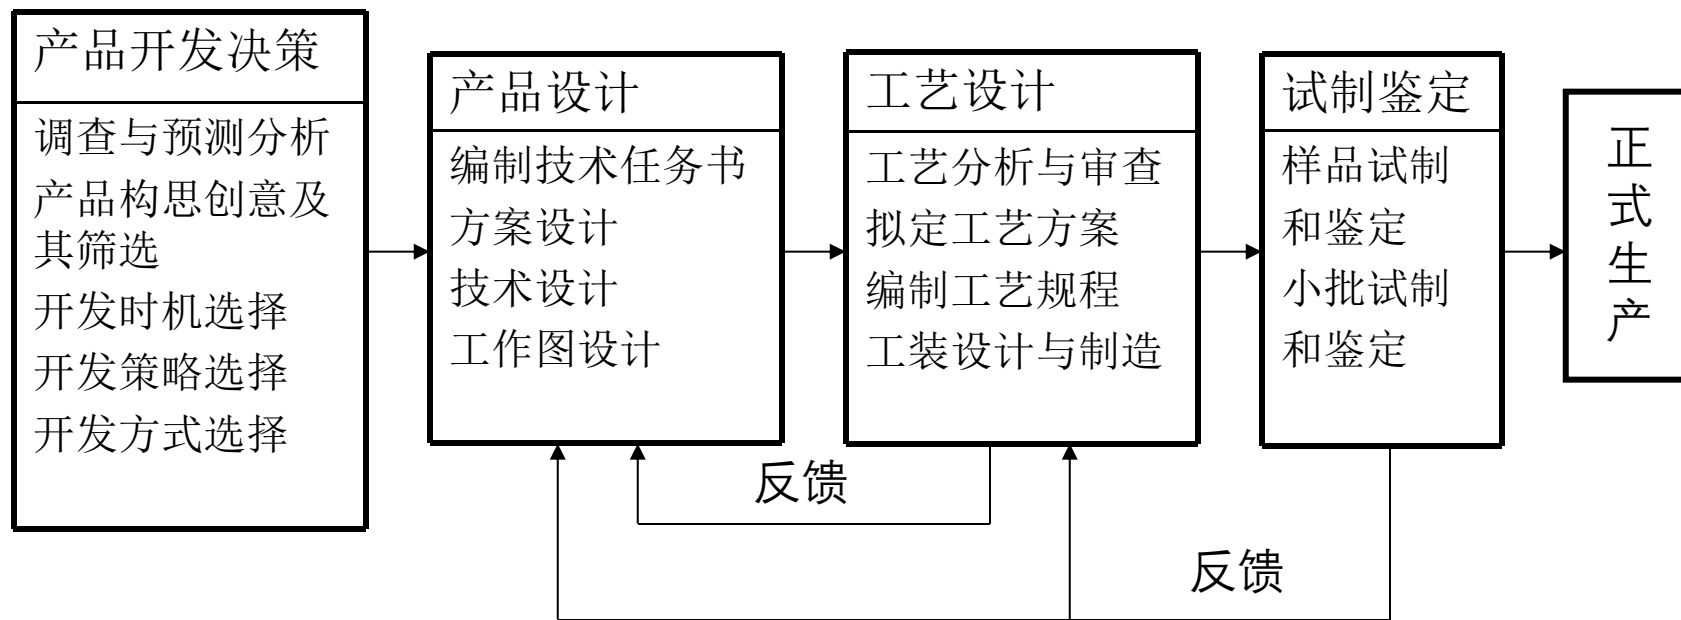 产品开发决策
调查与预测分析
产品构思创意及
其筛选
开发时机选择
开发策略选择
开发方式选择
产品设计
编制技术任务书
方案设计
技术设计
工作图设计
工艺设计
工艺分析与审查
拟定工艺方案
编制工艺规程
工装设计与制造
试制鉴定
样品试制
和鉴定
小批试制
和鉴定
正
式
生
产
反馈
反馈